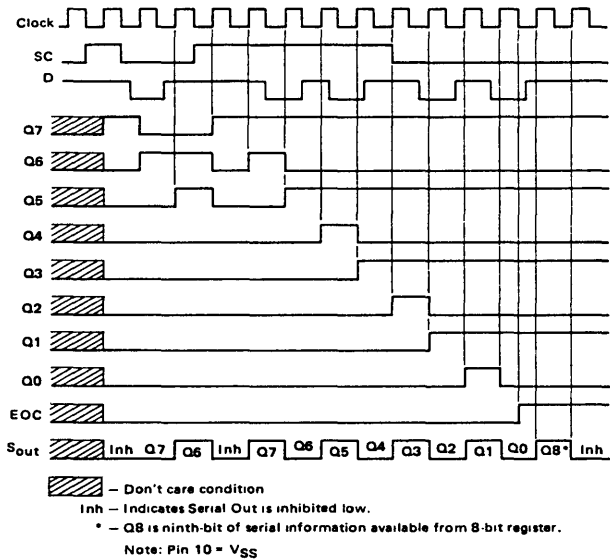 Clock
SC
D
Q7
Q6
Q5
Q4
Q3
Q2
Q1
Q0
EOC
Sout Inh Q7 Q6 Inh Q7 Q6 Q5 Q4 Q3 Q2 Q1 Q0 Q8* Inh
– Don't care condition
Inh – Indicates Serial Out is inhibited low.
* – Q8 is ninth-bit of serial information available from 8-bit register.
Note: Pin 10 = VSS